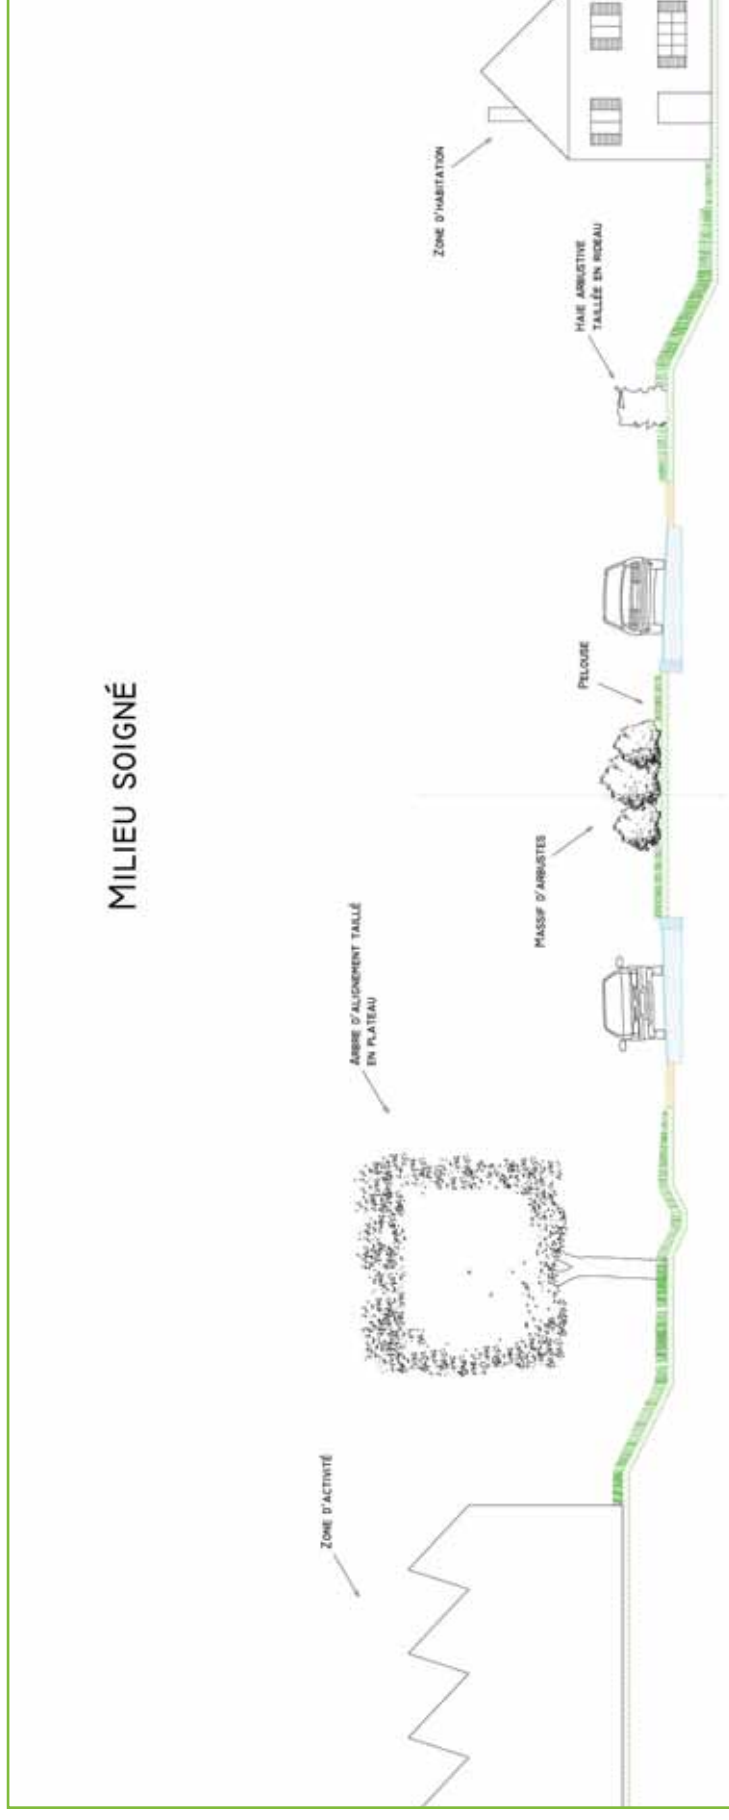 MILIEU SOIGNÉ
ZONE D'ACTIVITÉ
ARBRE D'ALIGNEMENT TAILLÉ
EN PLATEAU
MASSIF D'ARBUSTES
PELOUSE
HAIE ARBUSTIVE
TAILLÉE EN RIDEAU
ZONE D'HABITATION